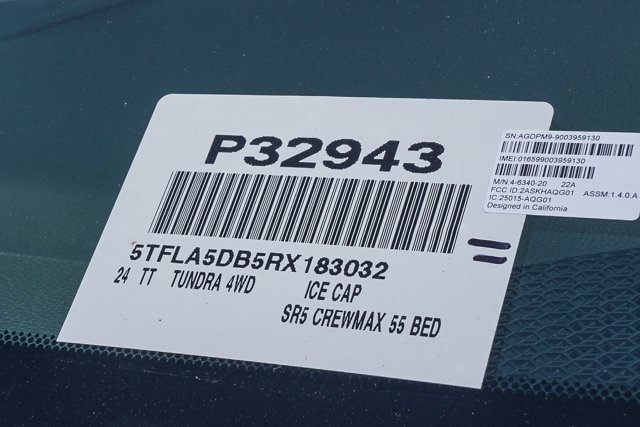 P32943
5TFLA5DB5RX183032
24 TT TUNDRA 4WD ICE CAP
SR5 CREWMAX 55 BED
SN:AGDPM9-9003959130
IMEI:016599003959130
M/N:4-6340-20 22A
FCC ID:2ASKHAQG01 ASSM:1.4.0.A
IC:25015-AQG01
Designed in California